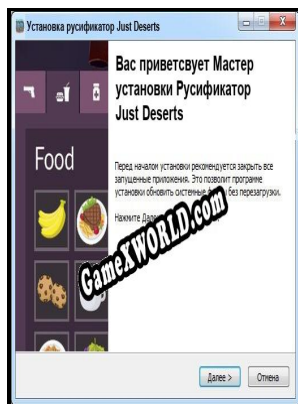 Установка русификатор Just Deserts
Вас приветсвует Мастер
установки Русификатор
Just Deserts
Food
Перед началом установки рекомендуется закрыть все
запущенные приложения. Это позволит программе
установки обновить системные без перезагрузки.
Нажмите
GameXWORLD.com
Далее >
Отмена